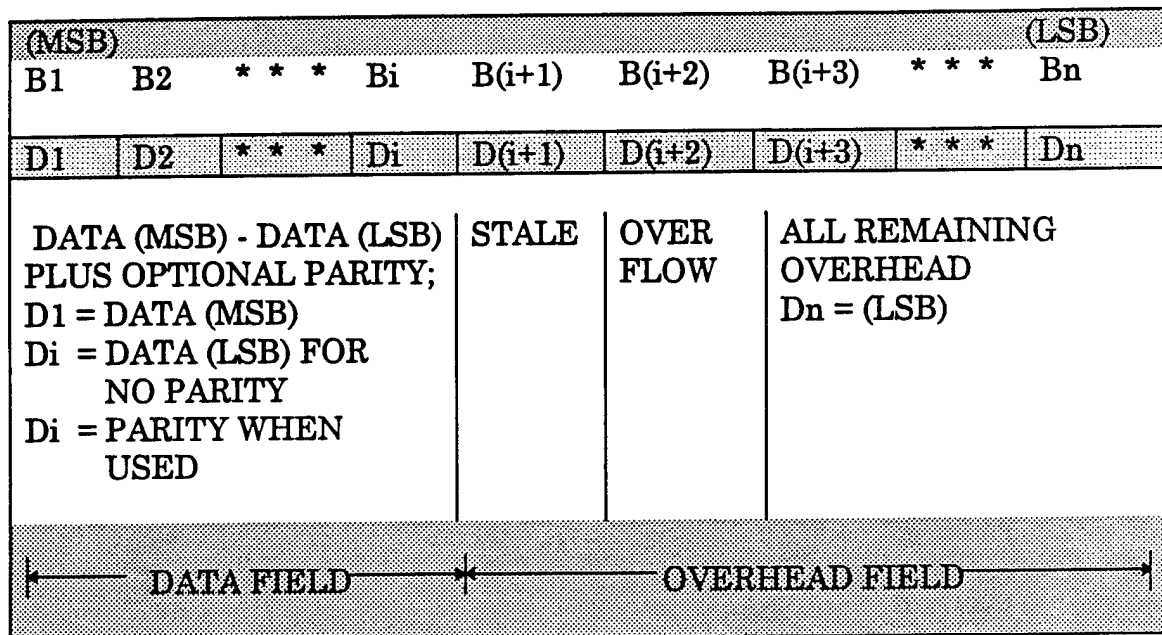 (MSB) (LSB)
B1 B2 * * * Bi B(i+1) B(i+2) B(i+3) * * * Bn
D1 D2 * * * Di D(i+1) D(i+2) D(i+3) * * * Dn
DATA (MSB) - DATA (LSB)
PLUS OPTIONAL PARITY;
D1 = DATA (MSB)
Di = DATA (LSB) FOR
NO PARITY
Di = PARITY WHEN
USED
STALE
OVER
FLOW
ALL REMAINING
OVERHEAD
Dn = (LSB)
DATA FIELD OVERHEAD FIELD